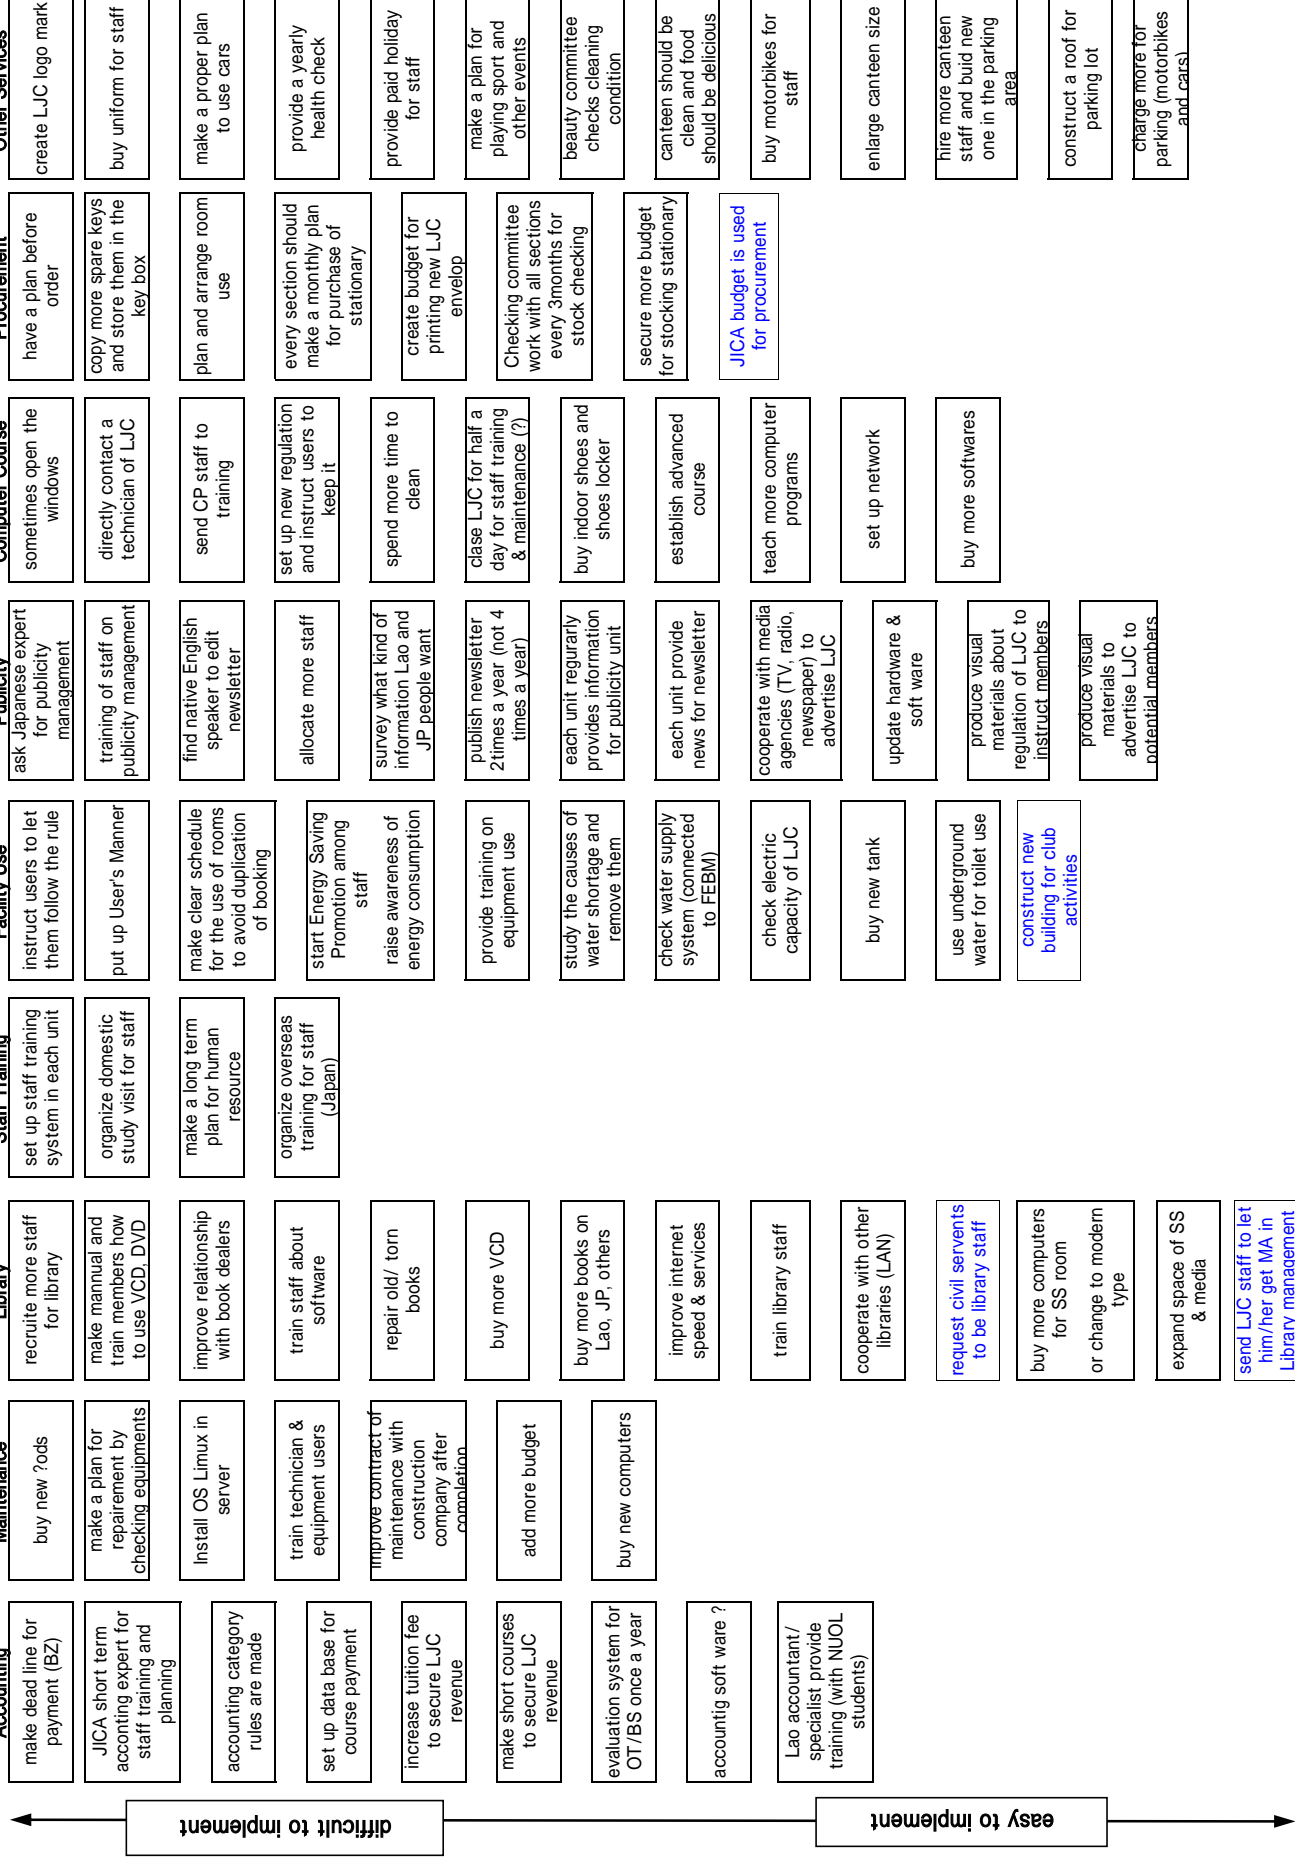 difficult to implement
easy to implement
Accounting
make dead line for
payment (BZ)
JICA short term
acconting expert for
staff training and
planning
accounting category
rules are made
set up data base for
course payment
increase tuition fee
to secure LJC
revenue
make short courses
to secure LJC
revenue
evaluation system for
OT/BS once a year
accountig soft ware ?
Lao accountant/
specialist provide
training (with NUOL
students)
Maintenance
buy new ?ods
make a plan for
repairement by
checking equipments
Install OS Limux in
server
train technician &
equipment users
improve contract of
maintenance with
construction
company after
completion
add more budget
buy new computers
Library
recruite more staff
for library
make mannual and
train members how
to use VCD, DVD
improve relationship
with book dealers
train staff about
software
repair old/ torn
books
buy more VCD
buy more books on
Lao, JP, others
improve internet
speed & services
train library staff
cooperate with other
libraries (LAN)
request civil servents
to be library staff
buy more computers
for SS room
or change to modern
type
expand space of SS
& media
send LJC staff to let
him/her get MA in
Library management
Staff Training
set up staff training
system in each unit
organize domestic
study visit for staff
make a long term
plan for human
resource
organize overseas
training for staff
(Japan)
Facility Use
instruct users to let
them follow the rule
put up User's Manner
make clear schedule
for the use of rooms
to avoid duplication
of booking
start Energy Saving
Promotion among
staff
raise awareness of
energy consumption
provide training on
equipment use
study the causes of
water shortage and
remove them
check water supply
system (connected
to FEBM)
check electric
capacity of LJC
buy new tank
use underground
water for toilet use
construct new
building for club
activities
Publicity
ask Japanese expert
for publicity
management
training of staff on
publicity management
find native English
speaker to edit
newsletter
allocate more staff
survey what kind of
information Lao and
JP people want
publish newsletter
2times a year (not 4
times a year)
each unit regurarly
provides information
for publicity unit
each unit provide
news for newsletter
cooperate with media
agencies (TV, radio,
newspaper) to
advertise LJC
update hardware &
soft ware
produce visual
materials about
regulation of LJC to
instruct members
produce visual
materials to
advertise LJC to
potential members
Computer Course
sometimes open the
windows
directly contact a
technician of LJC
send CP staff to
training
set up new regulation
and instruct users to
keep it
spend more time to
clean
clase LJC for half a
day for staff training
& maintenance (?)
buy indoor shoes and
shoes locker
establish advanced
course
teach more computer
programs
set up network
buy more softwares
Procurement
have a plan before
order
copy more spare keys
and store them in the
key box
plan and arrange room
use
every section should
make a monthly plan
for purchase of
stationary
create budget for
printing new LJC
envelop
Checking committee
work with all sections
every 3months for
stock checking
secure more budget
for stocking stationary
JICA budget is used
for procurement
Other Services
create LJC logo mark
buy uniform for staff
make a proper plan
to use cars
provide a yearly
health check
provide paid holiday
for staff
make a plan for
playing sport and
other events
beauty committee
checks cleaning
condition
canteen should be
clean and food
should be delicious
buy motorbikes for
staff
enlarge canteen size
hire more canteen
staff and buid new
one in the parking
area
construct a roof for
parking lot
charge more for
parking (motorbikes
and cars)